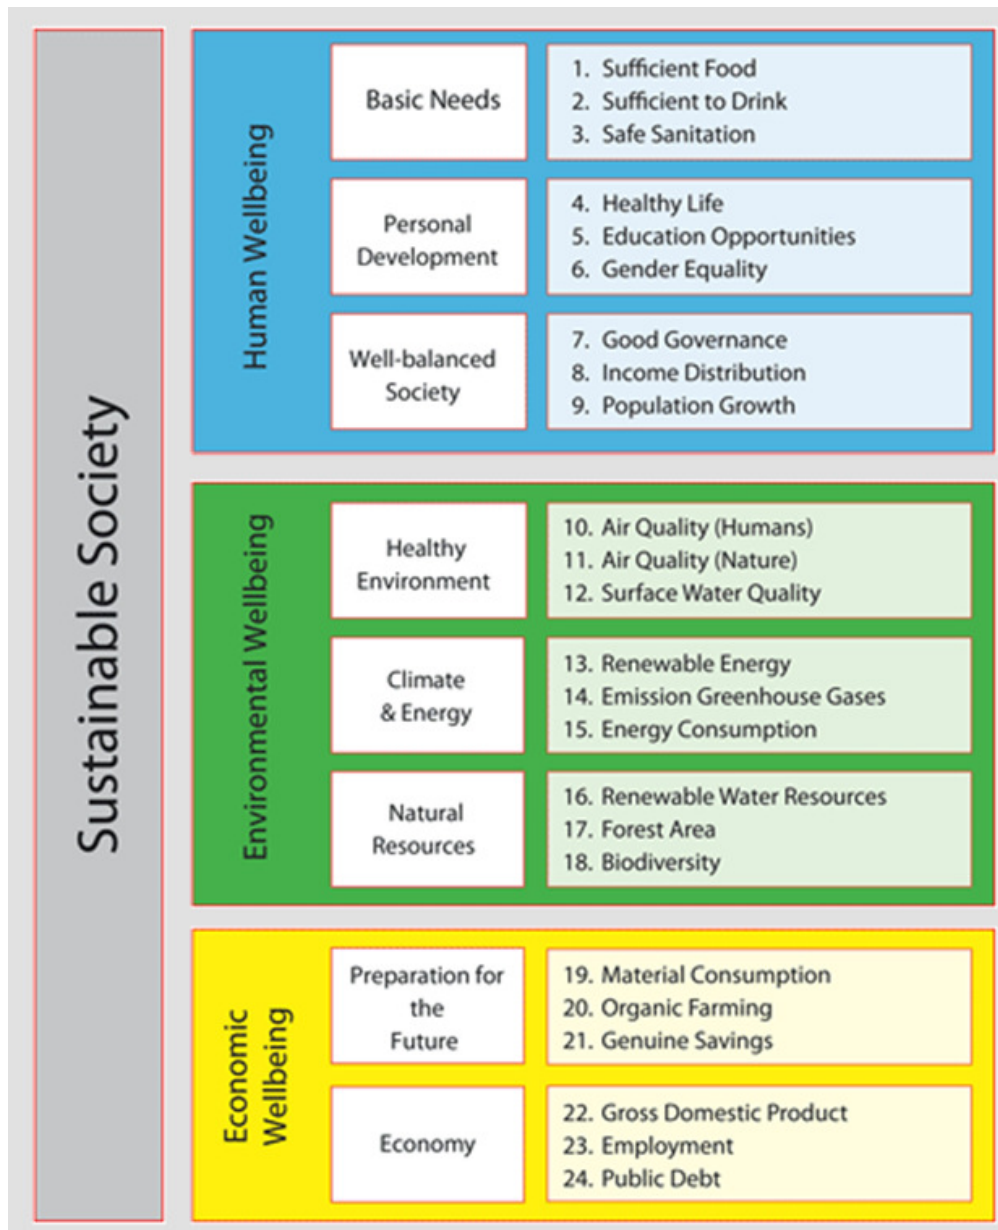 Sustainable Society
Human Wellbeing
Basic Needs
1. Sufficient Food
2. Sufficient to Drink
3. Safe Sanitation
Personal
Development
4. Healthy Life
5. Education Opportunities
6. Gender Equality
Well-balanced
Society
7. Good Governance
8. Income Distribution
9. Population Growth
Environmental Wellbeing
Healthy
Environment
10. Air Quality (Humans)
11. Air Quality (Nature)
12. Surface Water Quality
Climate
& Energy
13. Renewable Energy
14. Emission Greenhouse Gases
15. Energy Consumption
Natural
Resources
16. Renewable Water Resources
17. Forest Area
18. Biodiversity
Economic
Wellbeing
Preparation for
the
Future
19. Material Consumption
20. Organic Farming
21. Genuine Savings
Economy
22. Gross Domestic Product
23. Employment
24. Public Debt